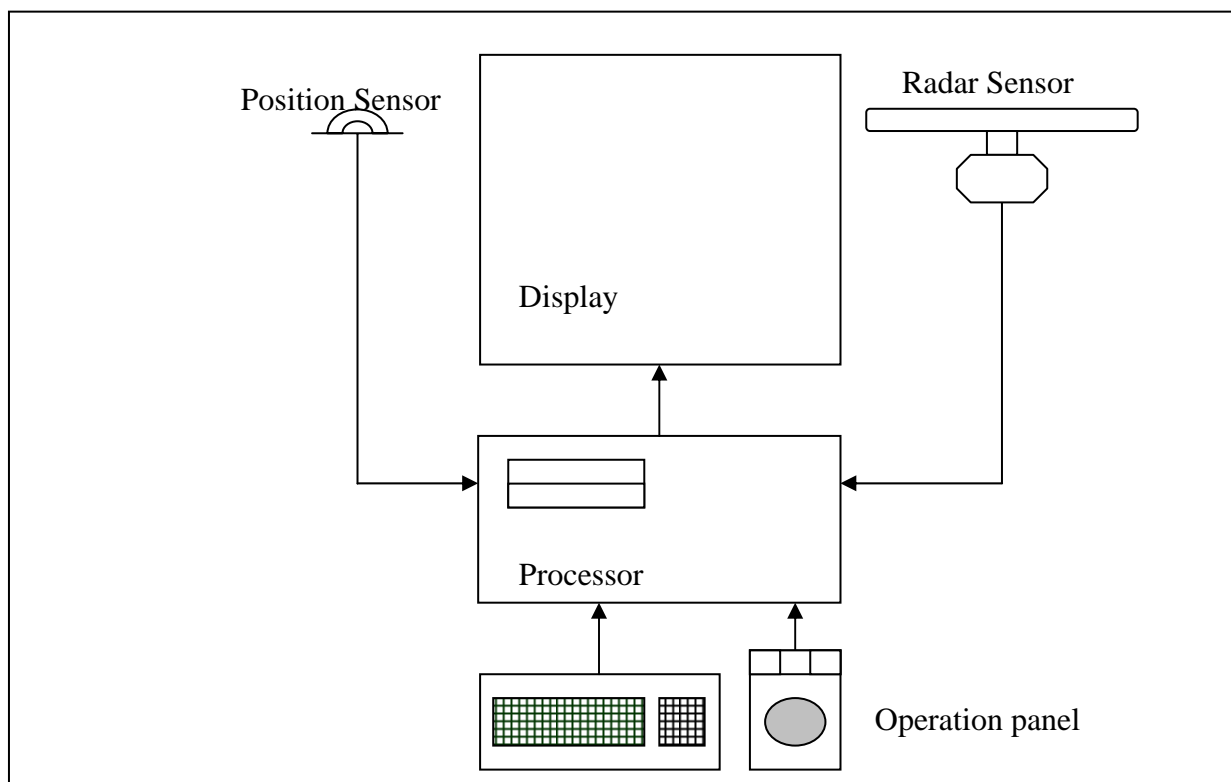 Position Sensor
Radar Sensor
Display
Processor
Operation panel